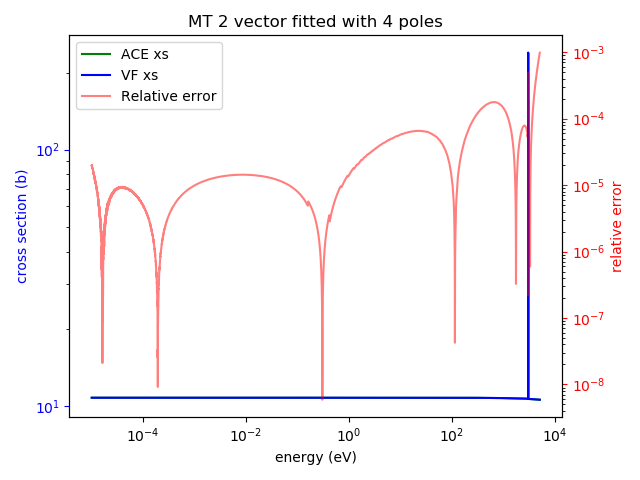 MT 2 vector fitted with 4 poles
ACE xs
VF xs
Relative error
cross section (b)
10^2
10^1
10^-3
10^-4
10^-5
10^-6
10^-7
10^-8
relative error
10^-4
10^-2
10^0
10^2
10^4
energy (eV)